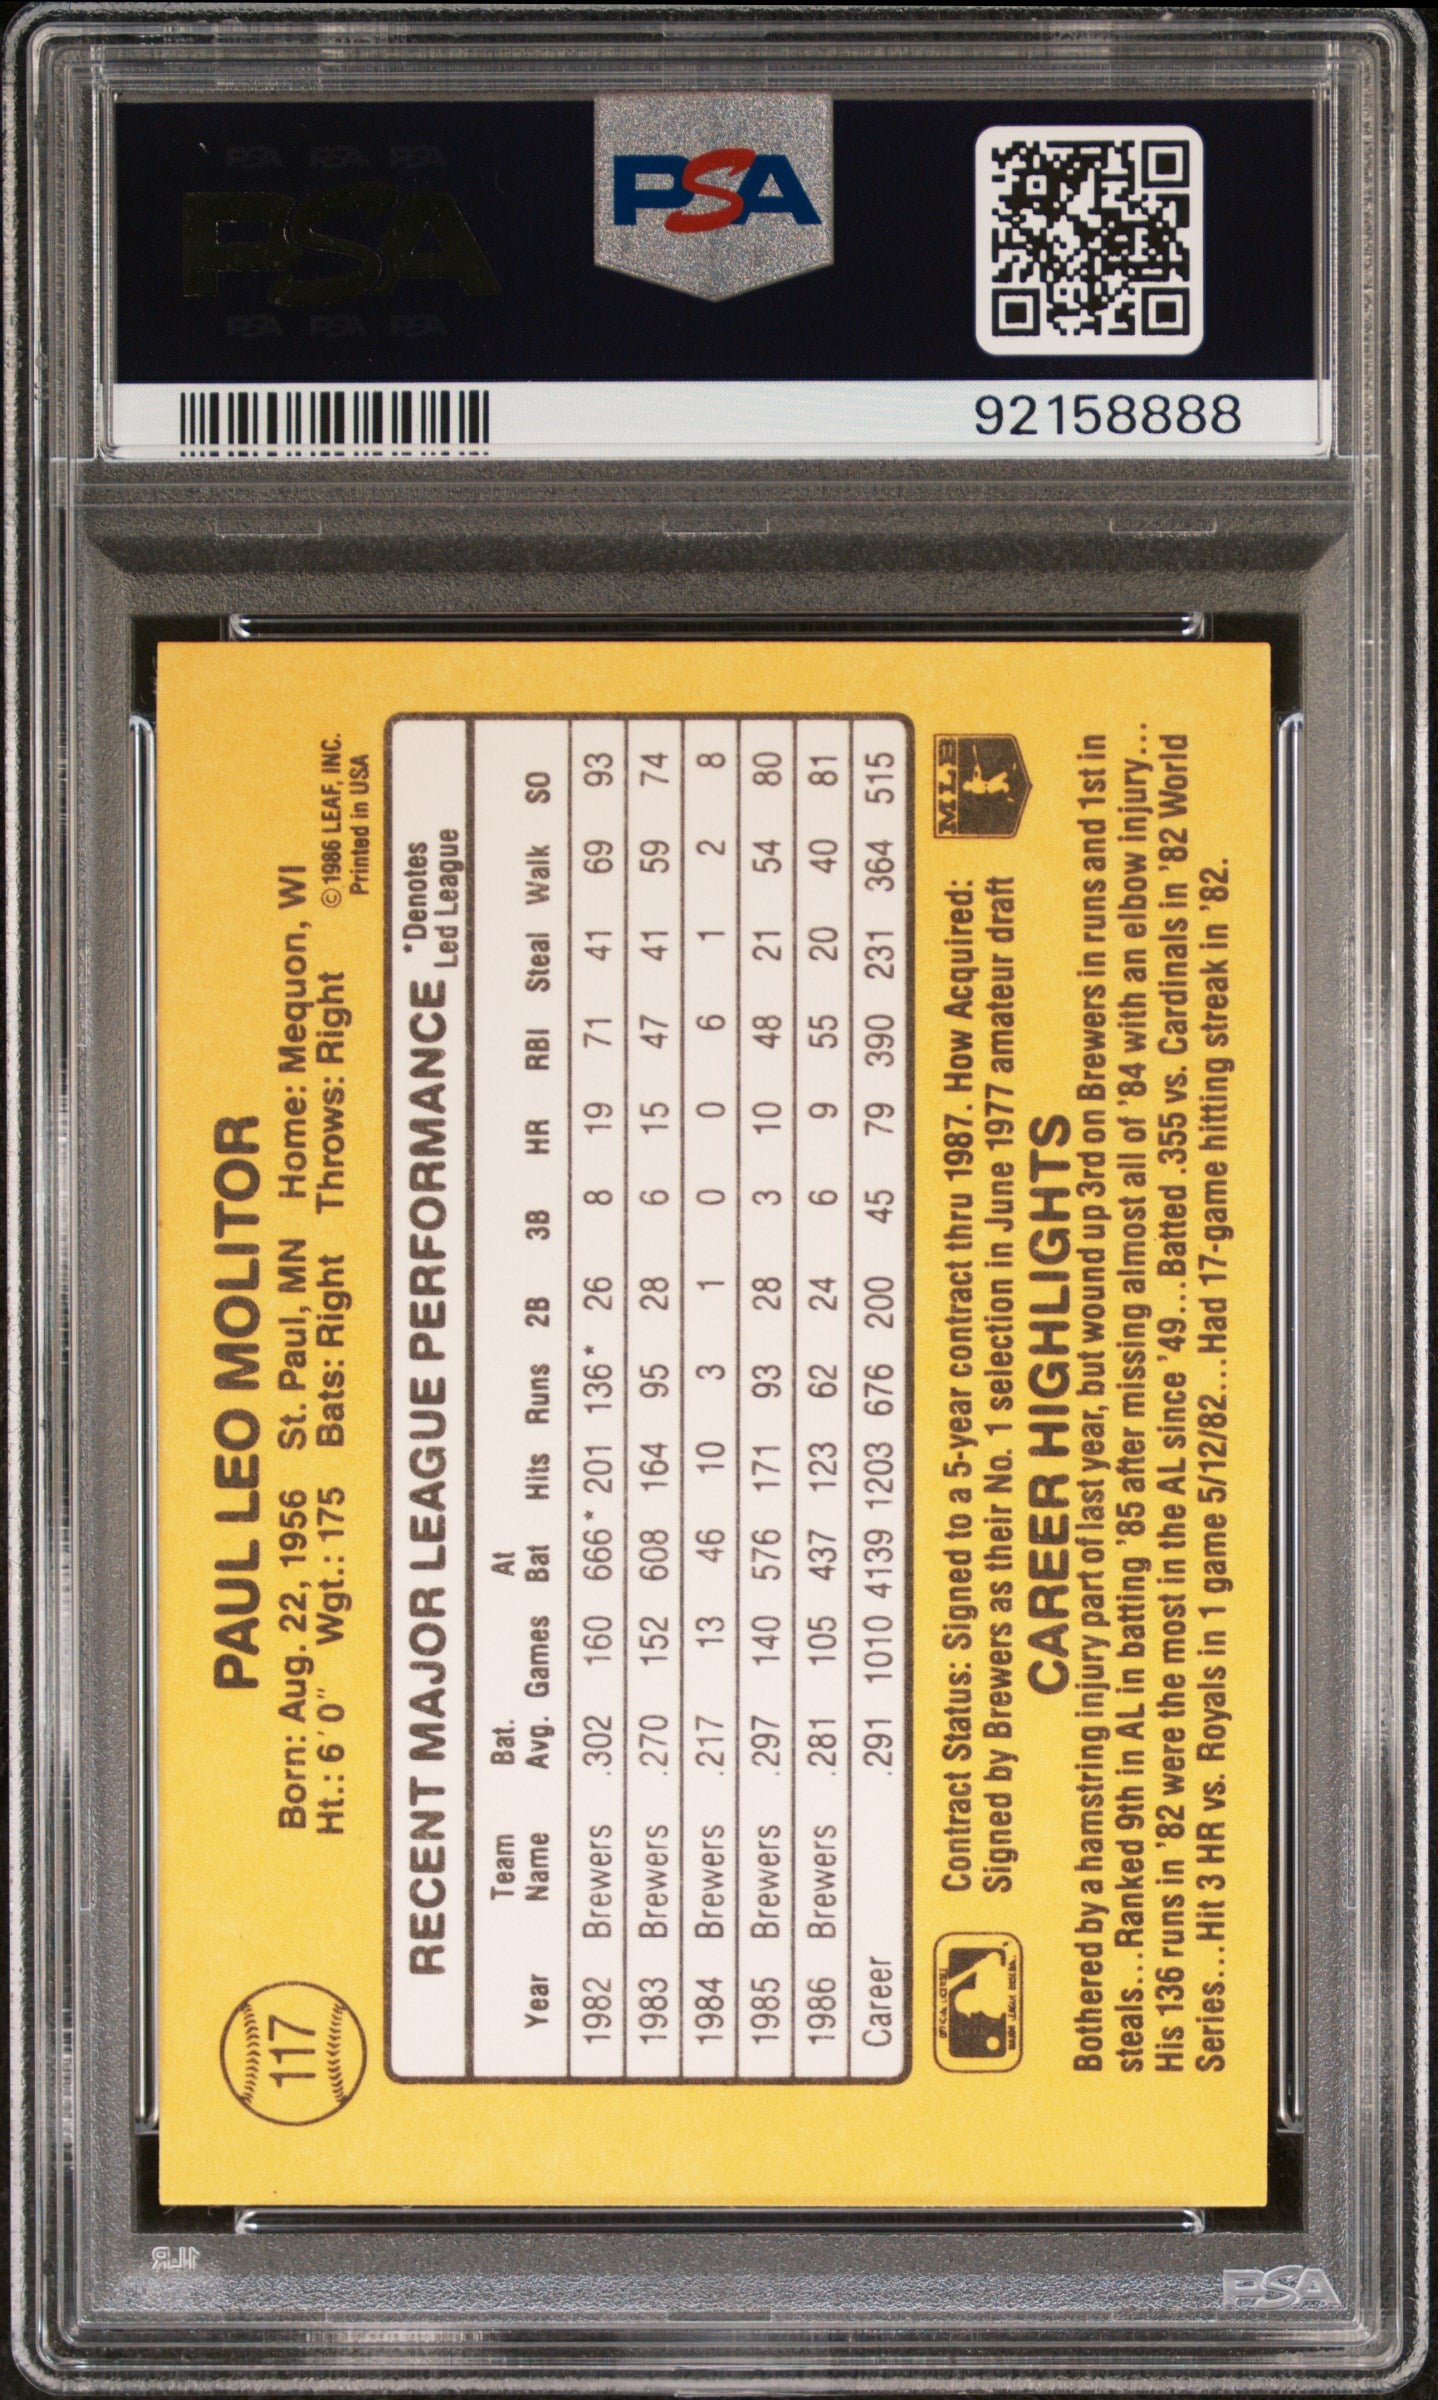 PSA PSA PSA
PSA
PSA PSA PSA
PSA
92158888
117
PAUL LEO MOLITOR
Born: Aug. 22, 1956 St. Paul, MN Home: Mequon, WI
Ht.: 6'0" Wgt.: 175 Bats: Right Throws: Right
© 1986 LEAF, INC.
Printed in USA
RECENT MAJOR LEAGUE PERFORMANCE *Denotes Led League
Year Team Name Bat. Avg. Games At Bat Hits Runs 2B 3B HR RBI Steal Walk SO
1982 Brewers .302 160 666* 201 136* 26 8 19 71 41 69 93
1983 Brewers .270 152 608 164 95 28 6 15 47 41 59 74
1984 Brewers .217 13 46 10 3 1 0 0 6 1 2 8
1985 Brewers .297 140 576 171 93 28 3 10 48 21 54 80
1986 Brewers .281 105 437 123 62 24 6 9 55 20 40 81
Career .291 1010 4139 1203 676 200 45 79 390 231 364 515
Contract Status: Signed to a 5-year contract thru 1987. How Acquired:
Signed by Brewers as their No. 1 selection in June 1977 amateur draft
MLB
CAREER HIGHLIGHTS
Bothered by a hamstring injury part of last year, but wound up 3rd on Brewers in runs and 1st in
steals...Ranked 9th in AL in batting '85 after missing almost all of '84 with an elbow injury...
His 136 runs in '82 were the most in the AL since '49...Batted .355 vs. Cardinals in '82 World
Series...Hit 3 HR vs. Royals in 1 game 5/12/82...Had 17-game hitting streak in '82.
PSA